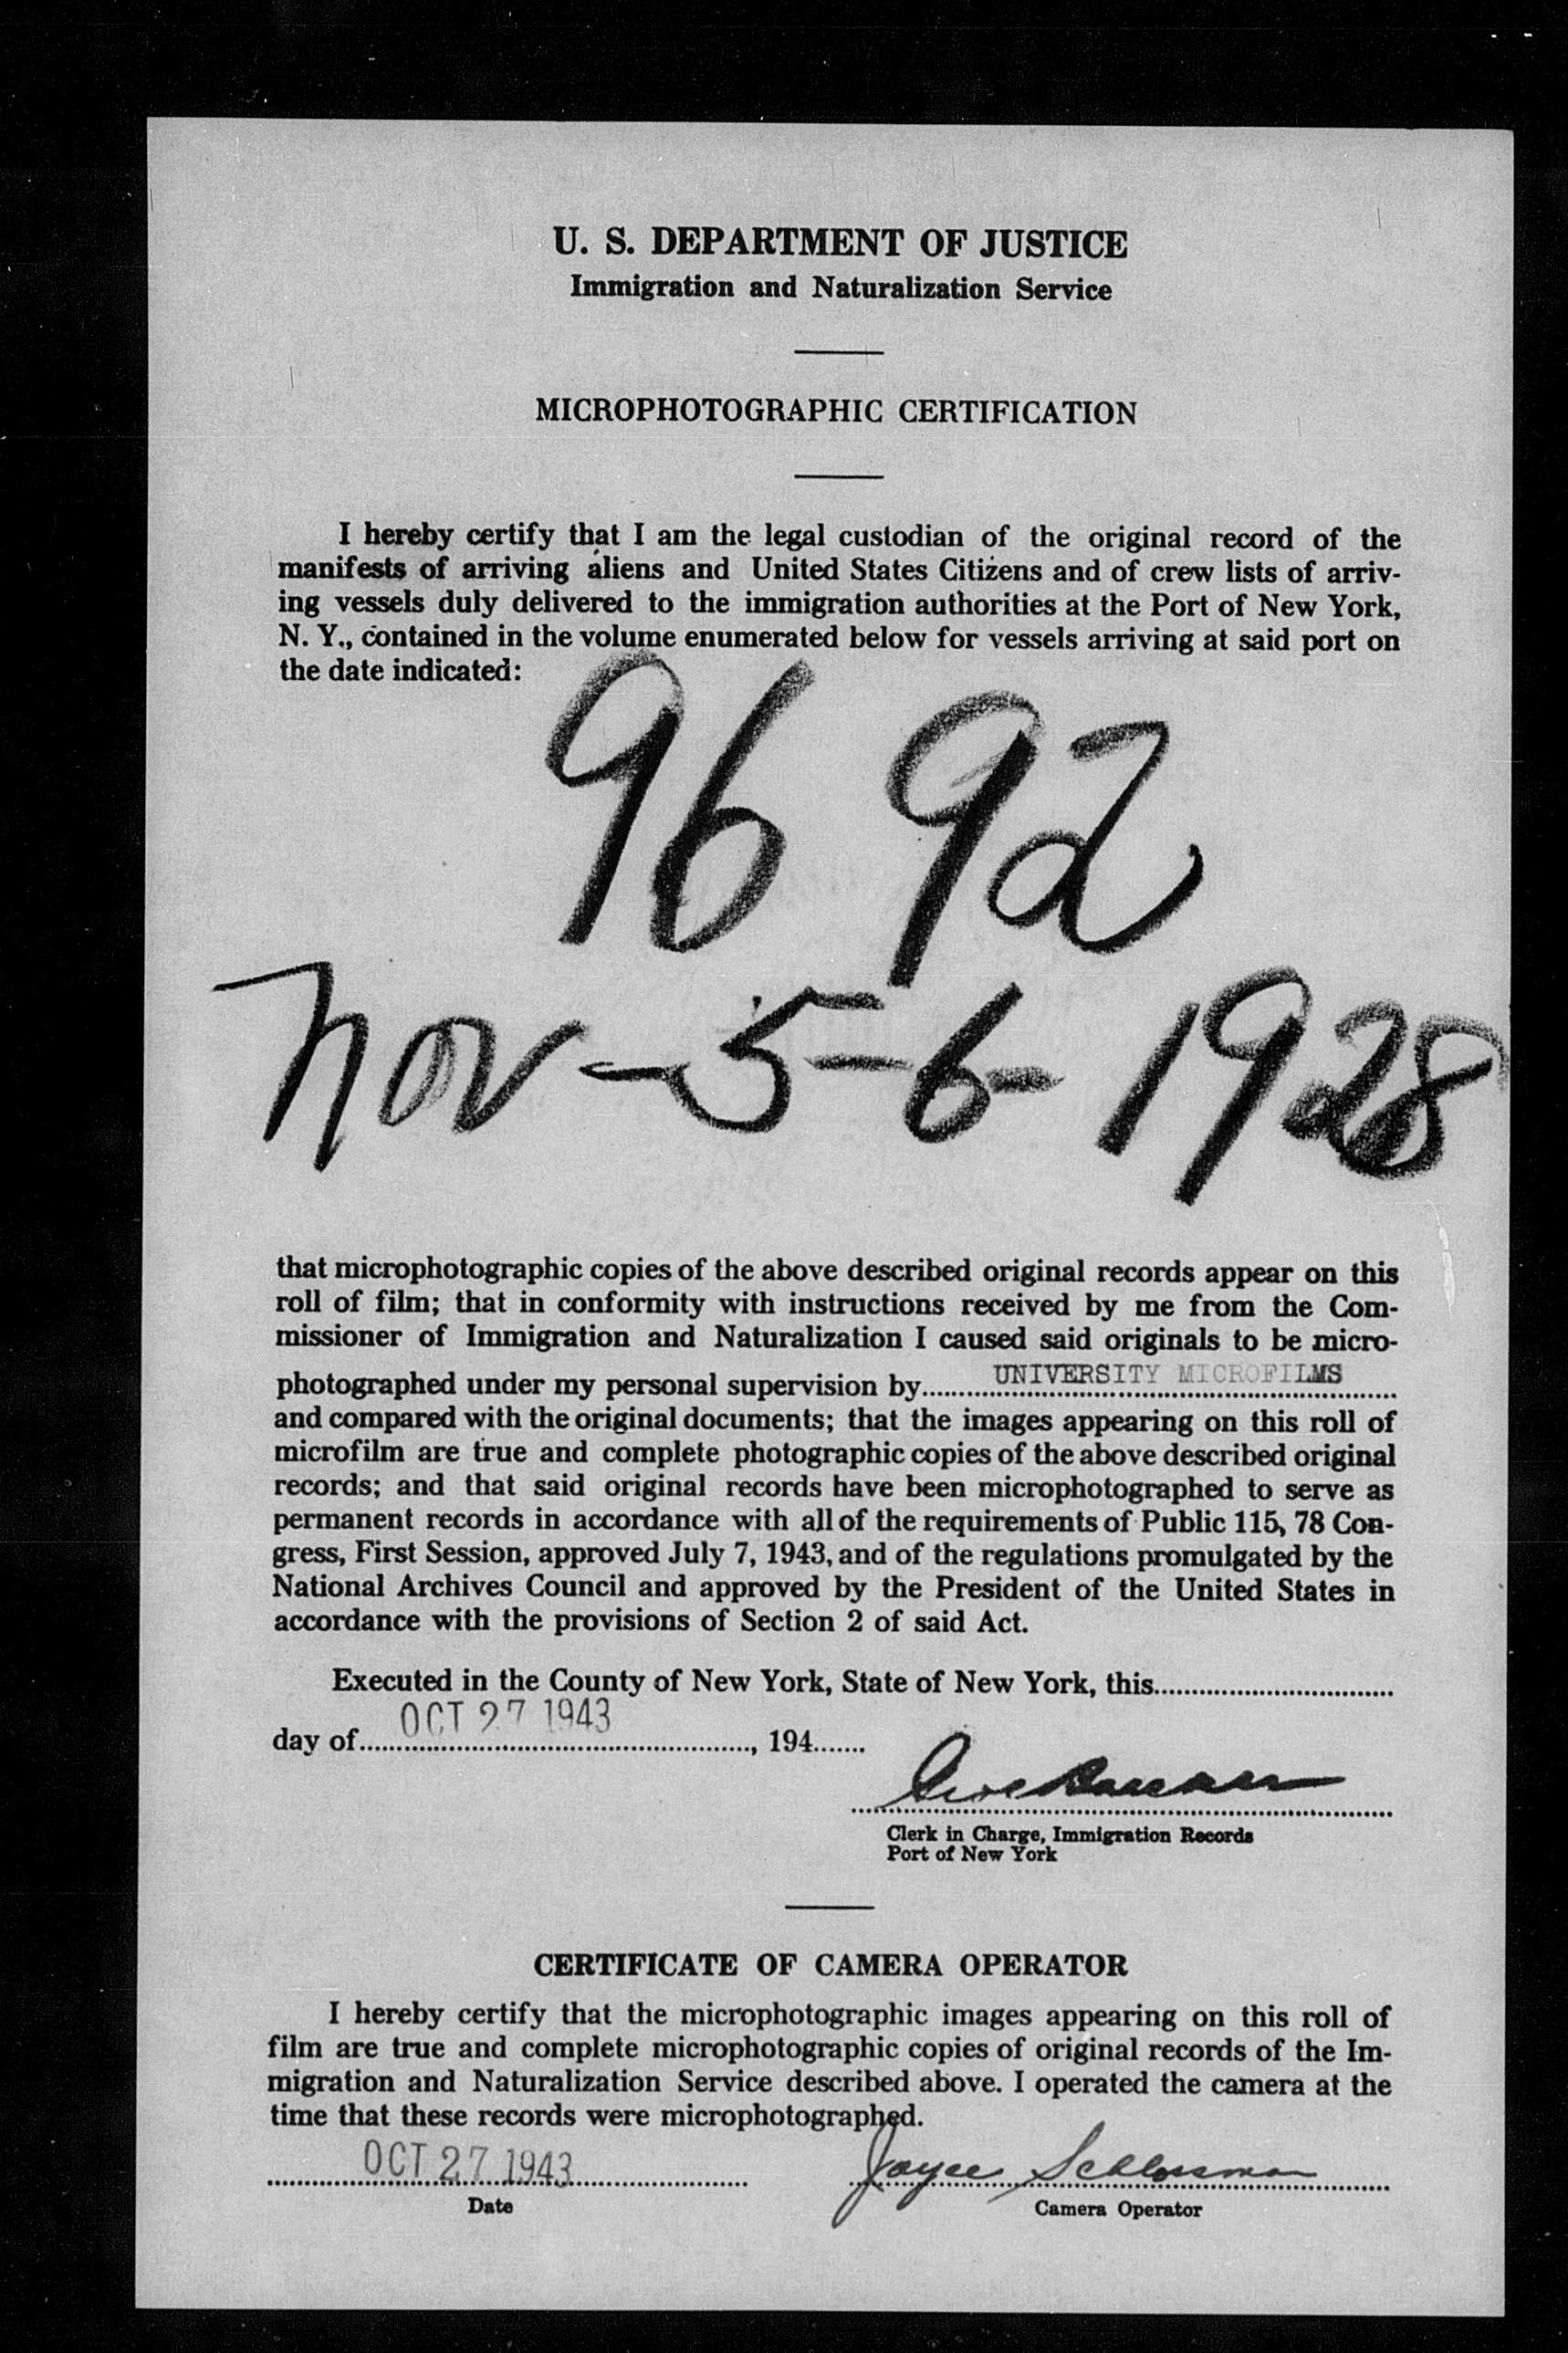 U. S. DEPARTMENT OF JUSTICE
Immigration and Naturalization Service
MICROPHOTOGRAPHIC CERTIFICATION
I hereby certify that I am the legal custodian of the original record of the
manifests of arriving aliens and United States Citizens and of crew lists of arriv-
ing vessels duly delivered to the immigration authorities at the Port of New York,
N. Y., contained in the volume enumerated below for vessels arriving at said port on
the date indicated:
9692
Nov-5-6-1928
that microphotographic copies of the above described original records appear on this
roll of film; that in conformity with instructions received by me from the Com-
missioner of Immigration and Naturalization I caused said originals to be micro-
photographed under my personal supervision by UNIVERSITY MICROFILMS
and compared with the original documents; that the images appearing on this roll of
microfilm are true and complete photographic copies of the above described original
records; and that said original records have been microphotographed to serve as
permanent records in accordance with all of the requirements of Public 115, 78 Con-
gress, First Session, approved July 7, 1943, and of the regulations promulgated by the
National Archives Council and approved by the President of the United States in
accordance with the provisions of Section 2 of said Act.
Executed in the County of New York, State of New York, this
day of OCT 27 1943, 194
Clerk in Charge, Immigration Records
Port of New York
CERTIFICATE OF CAMERA OPERATOR
I hereby certify that the microphotographic images appearing on this roll of
film are true and complete microphotographic copies of original records of the Im-
migration and Naturalization Service described above. I operated the camera at the
time that these records were microphotographed.
OCT 27 1943 Joyce Schlossman
Date Camera Operator